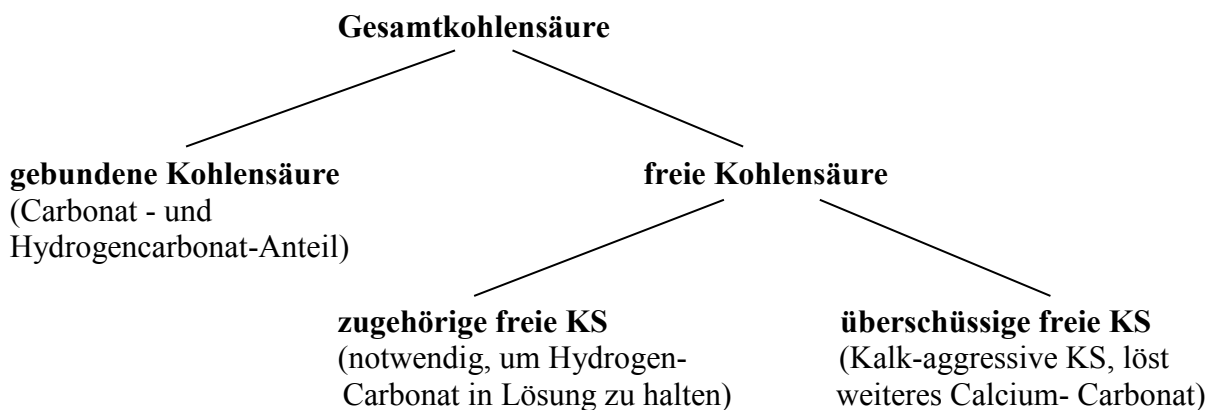 Gesamtkohlensäure
gebundene Kohlensäure
(Carbonat - und
Hydrogencarbonat-Anteil)
freie Kohlensäure
zugehörige freie KS
(notwendig, um Hydrogen-
Carbonat in Lösung zu halten)
überschüssige freie KS
(Kalk-aggressive KS, löst
weiteres Calcium- Carbonat)